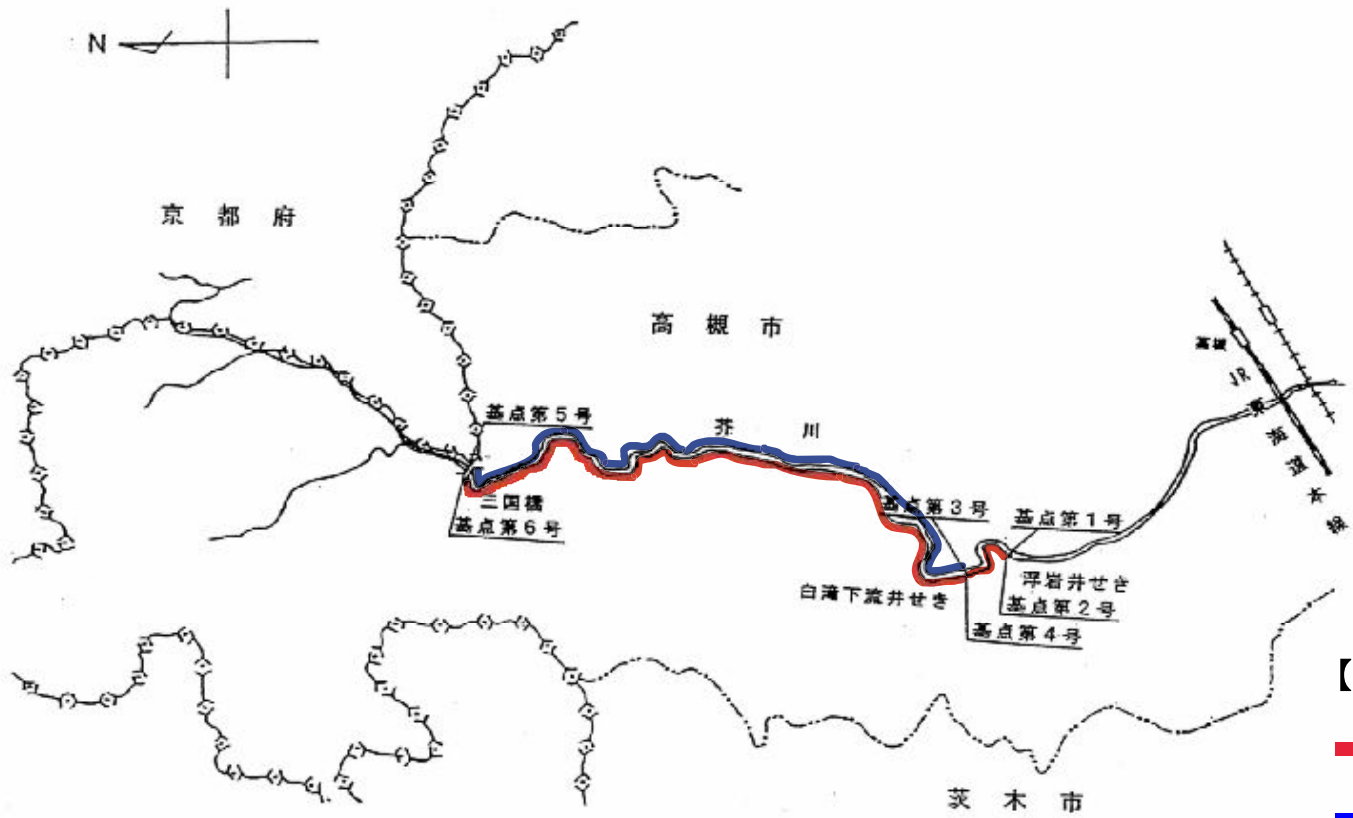 N
京都府
高槻市
高槻
JR東海道本線
基点第5号
芥川
三国橋
基点第6号
基点第3号
基点第1号
白滝下流井せき
浮岩井せき
基点第2号
基点第4号
茨木市
【